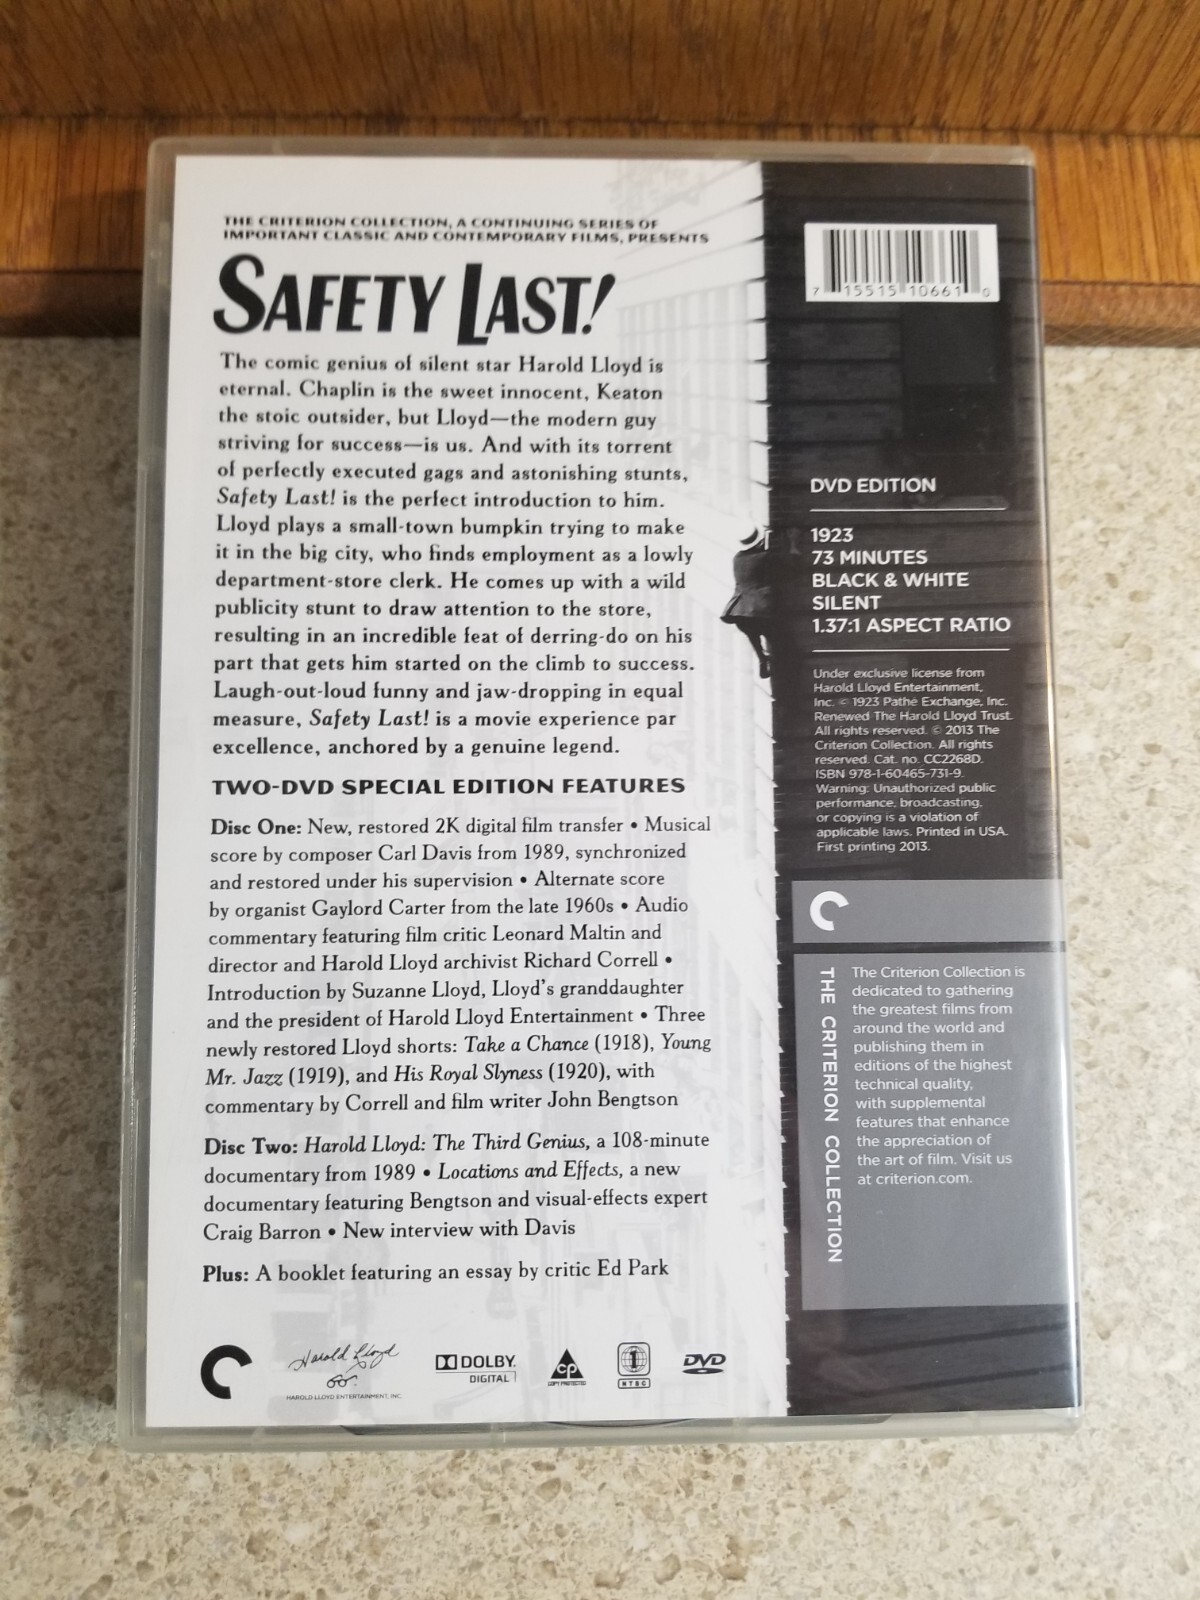 THE CRITERION COLLECTION, A CONTINUING SERIES OF
IMPORTANT CLASSIC AND CONTEMPORARY FILMS, PRESENTS
SAFETY LAST!
The comic genius of silent star Harold Lloyd is
eternal. Chaplin is the sweet innocent, Keaton
the stoic outsider, but Lloyd—the modern guy
striving for success—is us. And with its torrent
of perfectly executed gags and astonishing stunts,
Safety Last! is the perfect introduction to him.
Lloyd plays a small-town bumpkin trying to make
it in the big city, who finds employment as a lowly
department-store clerk. He comes up with a wild
publicity stunt to draw attention to the store,
resulting in an incredible feat of derring-do on his
part that gets him started on the climb to success.
Laugh-out-loud funny and jaw-dropping in equal
measure, Safety Last! is a movie experience par
excellence, anchored by a genuine legend.
TWO-DVD SPECIAL EDITION FEATURES
Disc One: New, restored 2K digital film transfer • Musical
score by composer Carl Davis from 1989, synchronized
and restored under his supervision • Alternate score
by organist Gaylord Carter from the late 1960s • Audio
commentary featuring film critic Leonard Maltin and
director and Harold Lloyd archivist Richard Correll •
Introduction by Suzanne Lloyd, Lloyd's granddaughter
and the president of Harold Lloyd Entertainment • Three
newly restored Lloyd shorts: Take a Chance (1918), Young
Mr. Jazz (1919), and His Royal Slyness (1920), with
commentary by Correll and film writer John Bengtson
Disc Two: Harold Lloyd: The Third Genius, a 108-minute
documentary from 1989 • Locations and Effects, a new
documentary featuring Bengtson and visual-effects expert
Craig Barron • New interview with Davis
Plus: A booklet featuring an essay by critic Ed Park
Harold Lloyd
HAROLD LLOYD ENTERTAINMENT, INC.
DOLBY
DIGITAL
CP
COPY PROTECTED
1
NTSC
DVD
7 15515 10661 0
DVD EDITION
1923
73 MINUTES
BLACK & WHITE
SILENT
1.37:1 ASPECT RATIO
Under exclusive license from
Harold Lloyd Entertainment,
Inc. © 1923 Pathé Exchange, Inc.
Renewed The Harold Lloyd Trust.
All rights reserved. © 2013 The
Criterion Collection. All rights
reserved. Cat. no. CC2268D.
ISBN 978-1-60465-731-9.
Warning: Unauthorized public
performance, broadcasting,
or copying is a violation of
applicable laws. Printed in USA.
First printing 2013.
THE CRITERION COLLECTION
The Criterion Collection is
dedicated to gathering
the greatest films from
around the world and
publishing them in
editions of the highest
technical quality,
with supplemental
features that enhance
the appreciation of
the art of film. Visit us
at criterion.com.